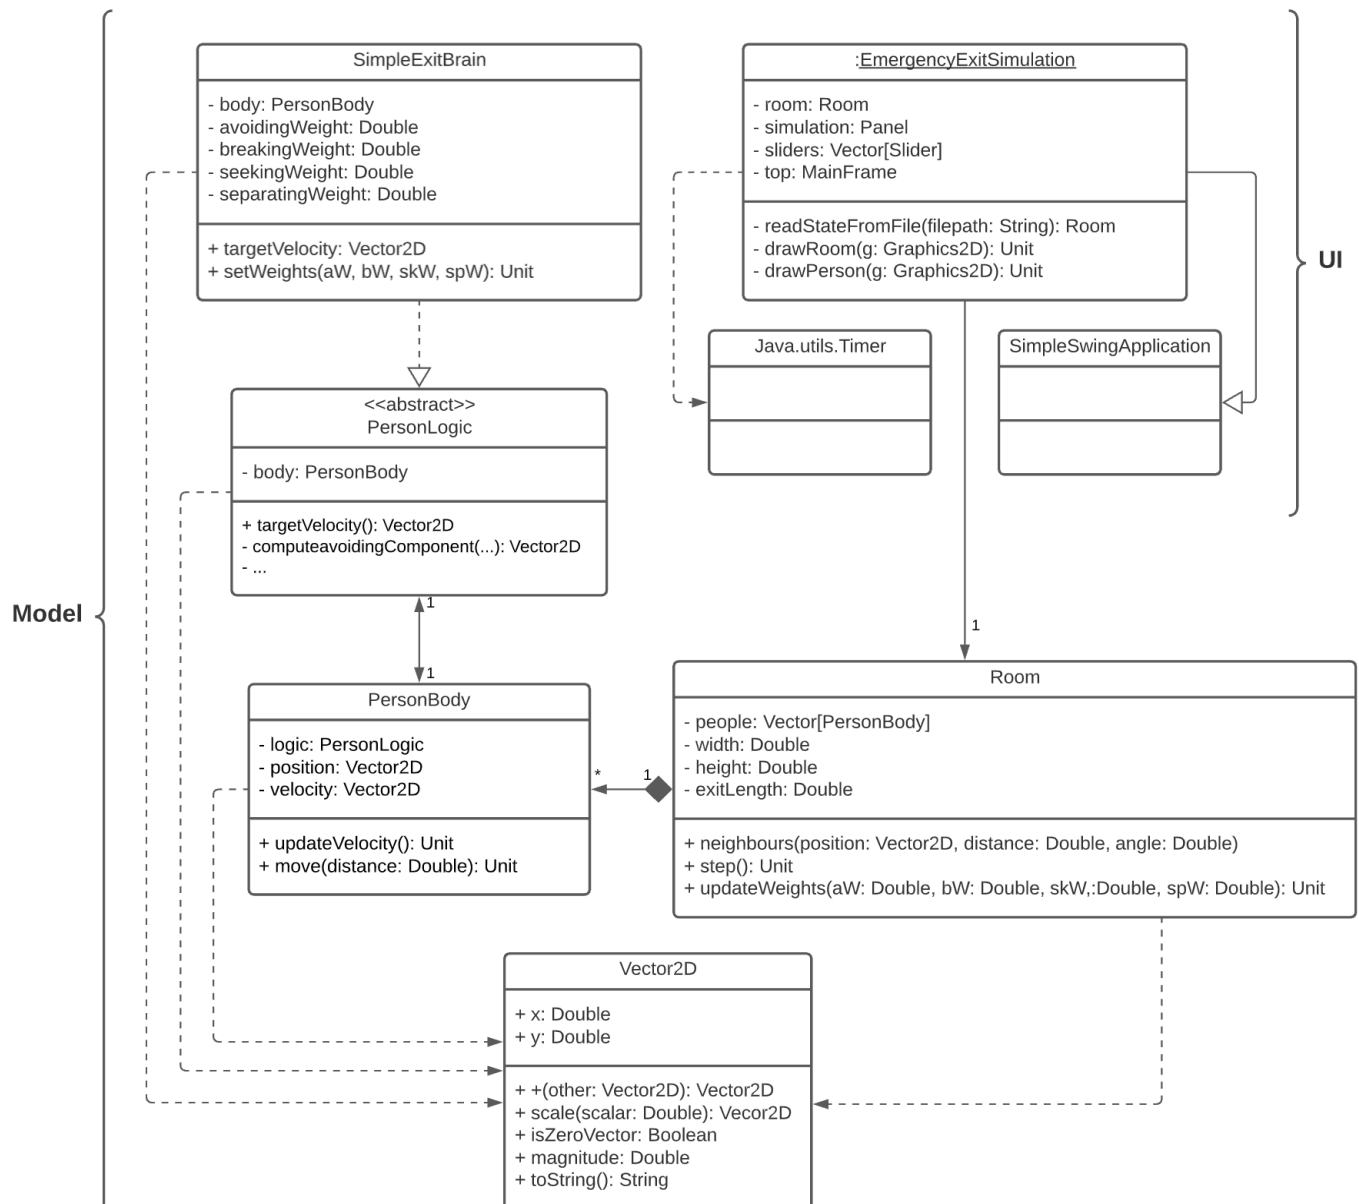 SimpleExitBrain
- body: PersonBody
- avoidingWeight: Double
- breakingWeight: Double
- seekingWeight: Double
- separatingWeight: Double
+ targetVelocity: Vector2D
+ setWeights(aW, bW, skW, spW): Unit
:EmergencyExitSimulation
- room: Room
- simulation: Panel
- sliders: Vector[Slider]
- top: MainFrame
- readStateFromFile(filepath: String): Room
- drawRoom(g: Graphics2D): Unit
- drawPerson(g: Graphics2D): Unit
UI
Java.utils.Timer
SimpleSwingApplication
<<abstract>>
PersonLogic
- body: PersonBody
+ targetVelocity(): Vector2D
- computeavoidingComponent(...): Vector2D
- ...
Model
1
1
1
PersonBody
- logic: PersonLogic
- position: Vector2D
- velocity: Vector2D
+ updateVelocity(): Unit
+ move(distance: Double): Unit
*
1
Room
- people: Vector[PersonBody]
- width: Double
- height: Double
- exitLength: Double
+ neighbours(position: Vector2D, distance: Double, angle: Double)
+ step(): Unit
+ updateWeights(aW: Double, bW: Double, skW,:Double, spW: Double): Unit
Vector2D
+ x: Double
+ y: Double
+ +(other: Vector2D): Vector2D
+ scale(scalar: Double): Vecor2D
+ isZeroVector: Boolean
+ magnitude: Double
+ toString(): String